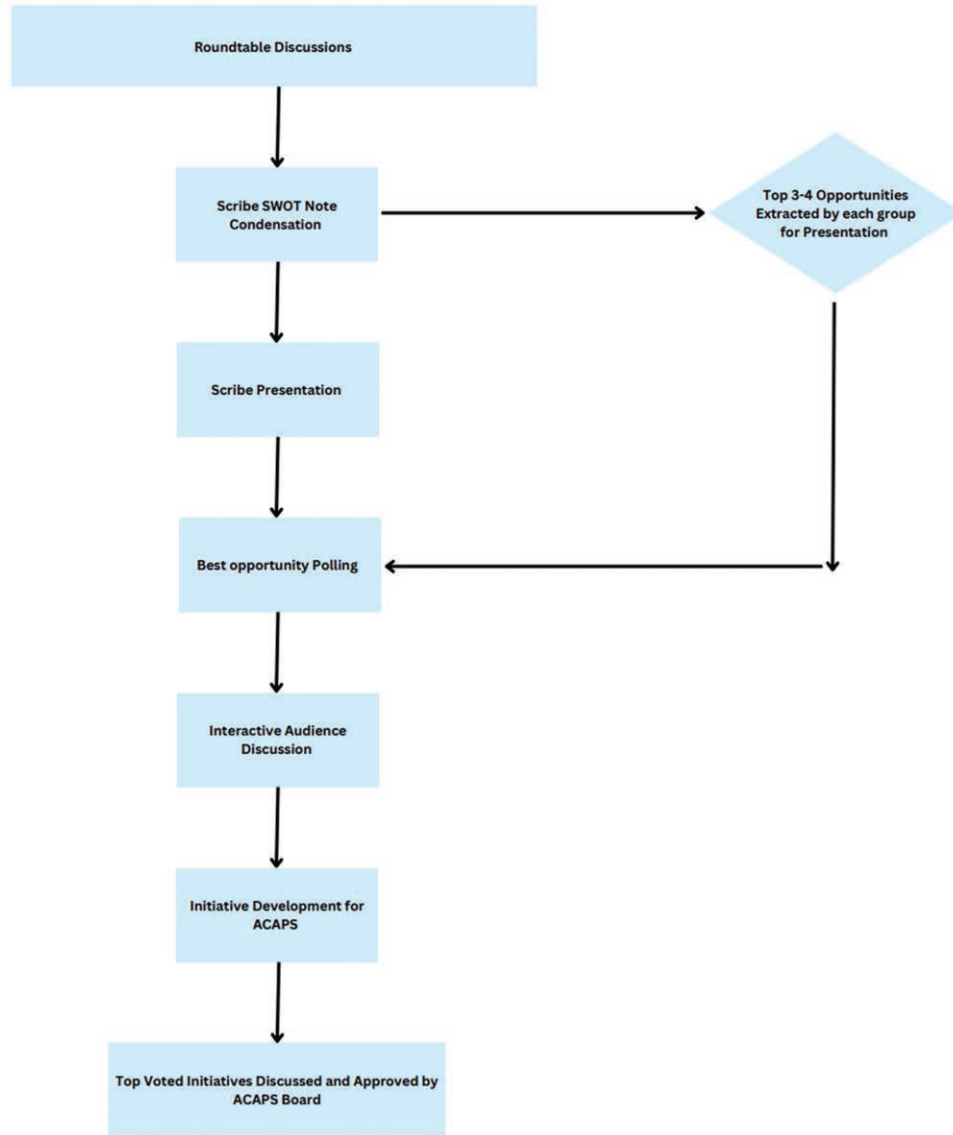 Roundtable Discussions
Scribe SWOT Note
Condensation
Top 3-4 Opportunities
Extracted by each group
for Presentation
Scribe Presentation
Best opportunity Polling
Interactive Audience
Discussion
Initiative Development for
ACAPS
Top Voted Initiatives Discussed and Approved by
ACAPS Board